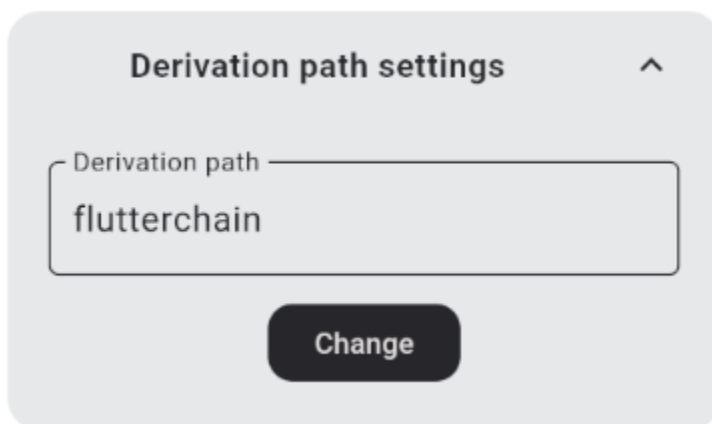 Derivation path settings
Derivation path
flutterchain
Change